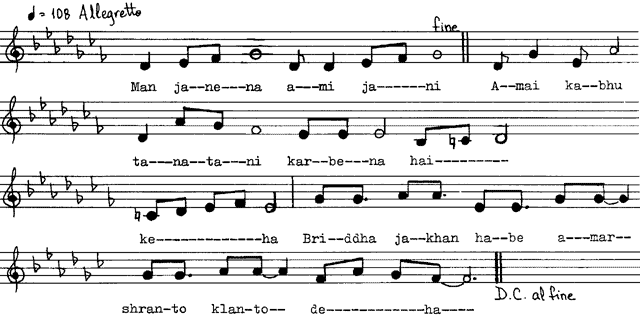 ♩= 108 Allegretto
fine
Man ja--ne---na a---mi ja------ni A--mai ka--bhu
ta---na--ta---ni kar--be---na hai---------
ke-------------ha Bri--ddha ja--khan ha--be a---mar--
shran-to klan-to-- de-----------ha----
D.C. al fine